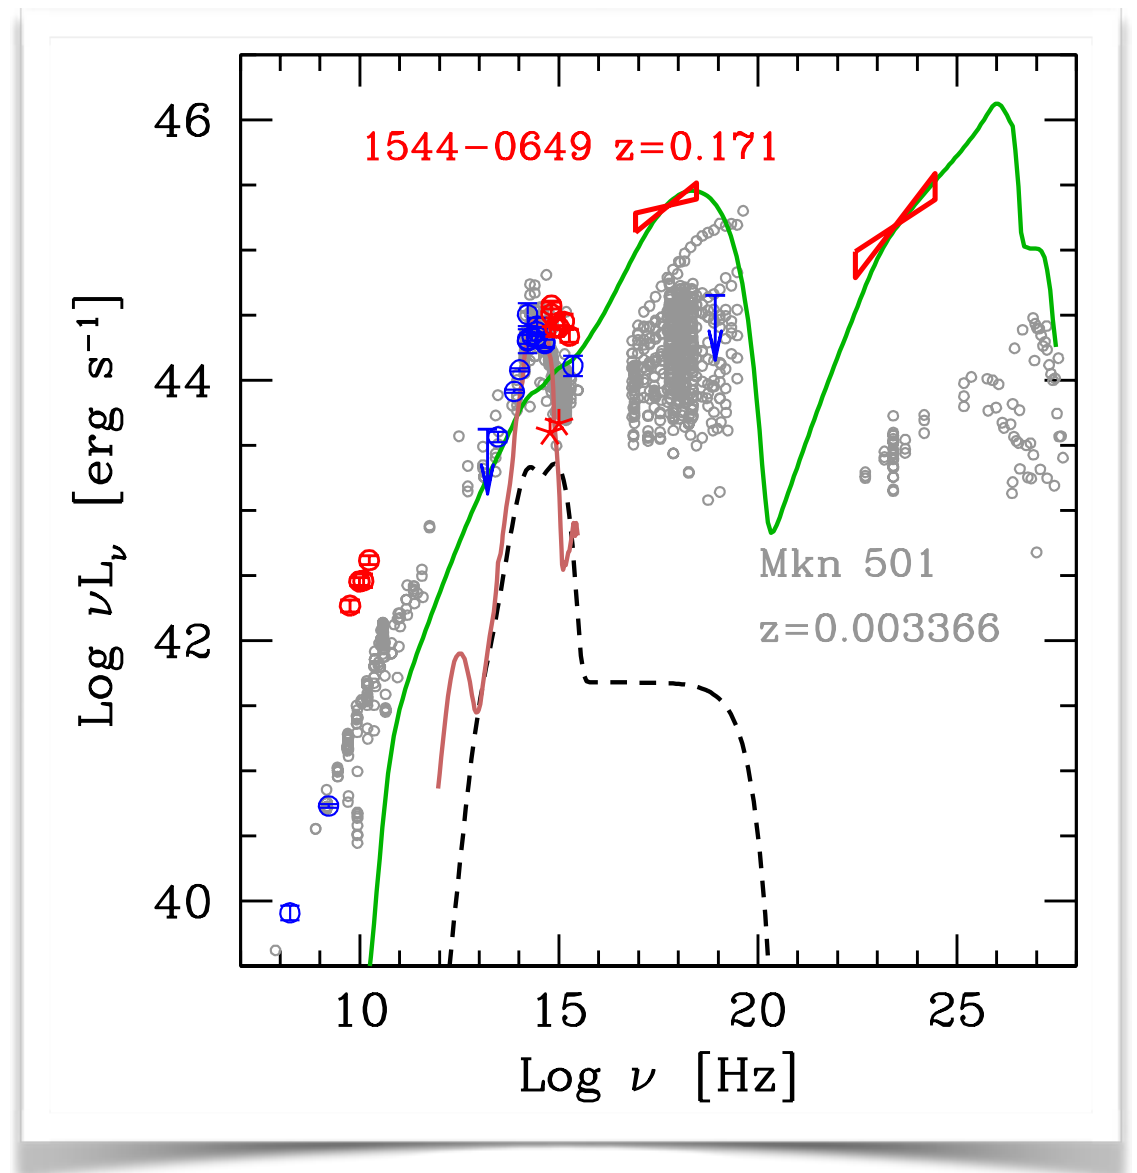 46
1544−0649 z=0.171
44
Log νLν [erg s−1]
Mkn 501
z=0.003366
42
40
10 15 20 25
Log ν [Hz]